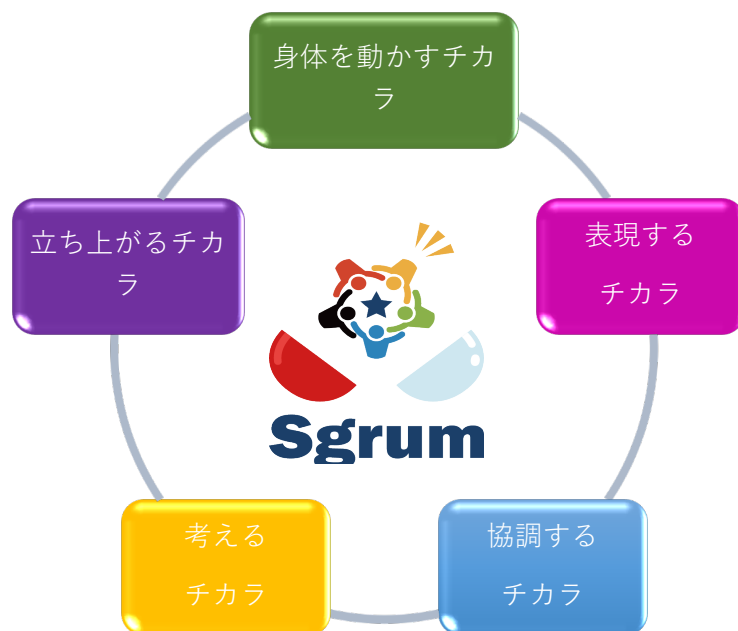 身体を動かすチカ
ラ
表現する
チカラ
協調する
チカラ
考える
チカラ
立ち上がるチカ
ラ
Sgrum